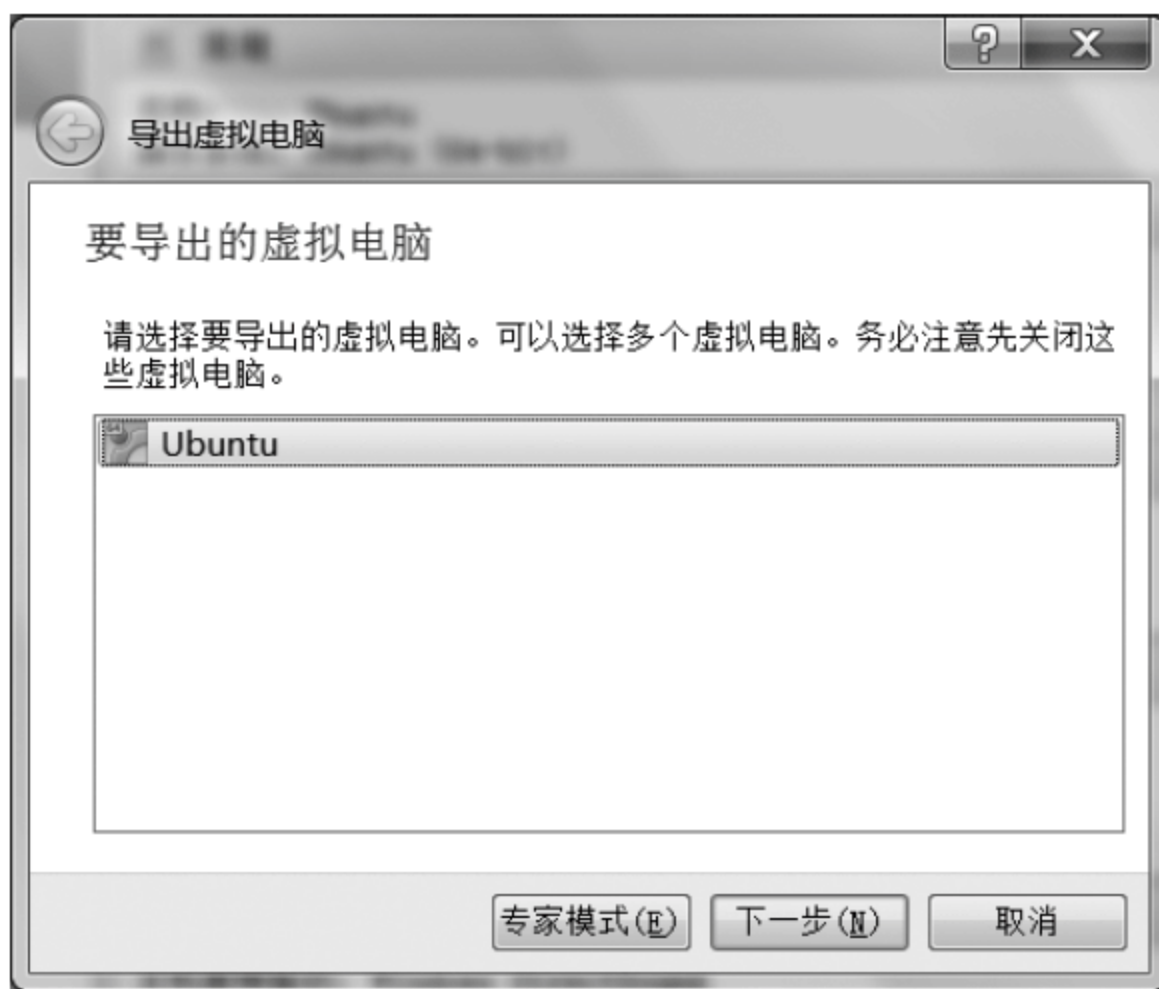 导出虚拟电脑
要导出的虚拟电脑
请选择要导出的虚拟电脑。可以选择多个虚拟电脑。务必注意先关闭这
些虚拟电脑。
Ubuntu
专家模式(E) 下一步(N) 取消